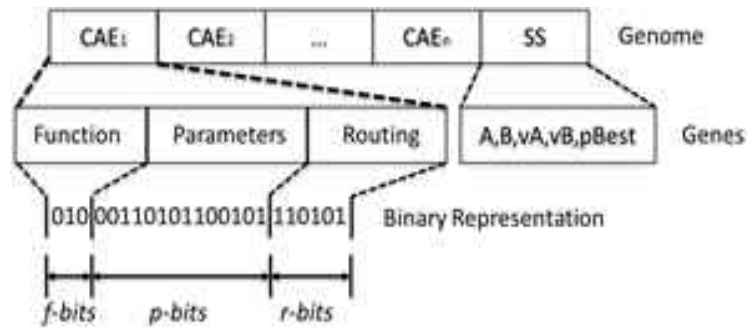 CAE₁ CAE₂ ... CAEₙ SS Genome
Function Parameters Routing A,B,vA,vB,pBest Genes
010 001101011001011 110101 Binary Representation
f-bits p-bits r-bits